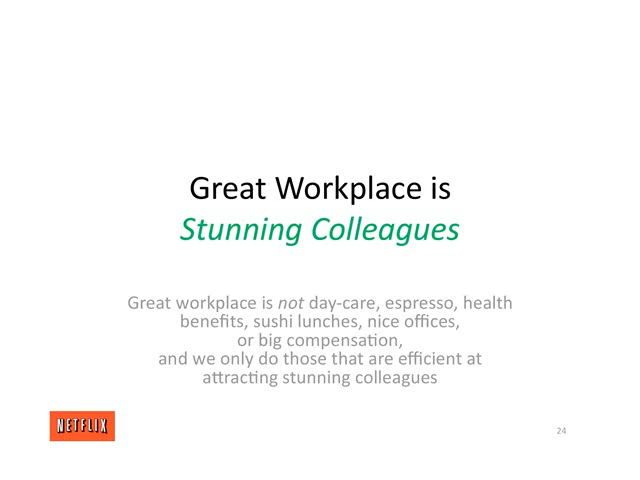 Great Workplace is
Stunning Colleagues
Great workplace is not day-care, espresso, health
benefits, sushi lunches, nice offices,
or big compensation,
and we only do those that are efficient at
attracting stunning colleagues
NETFLIX
24